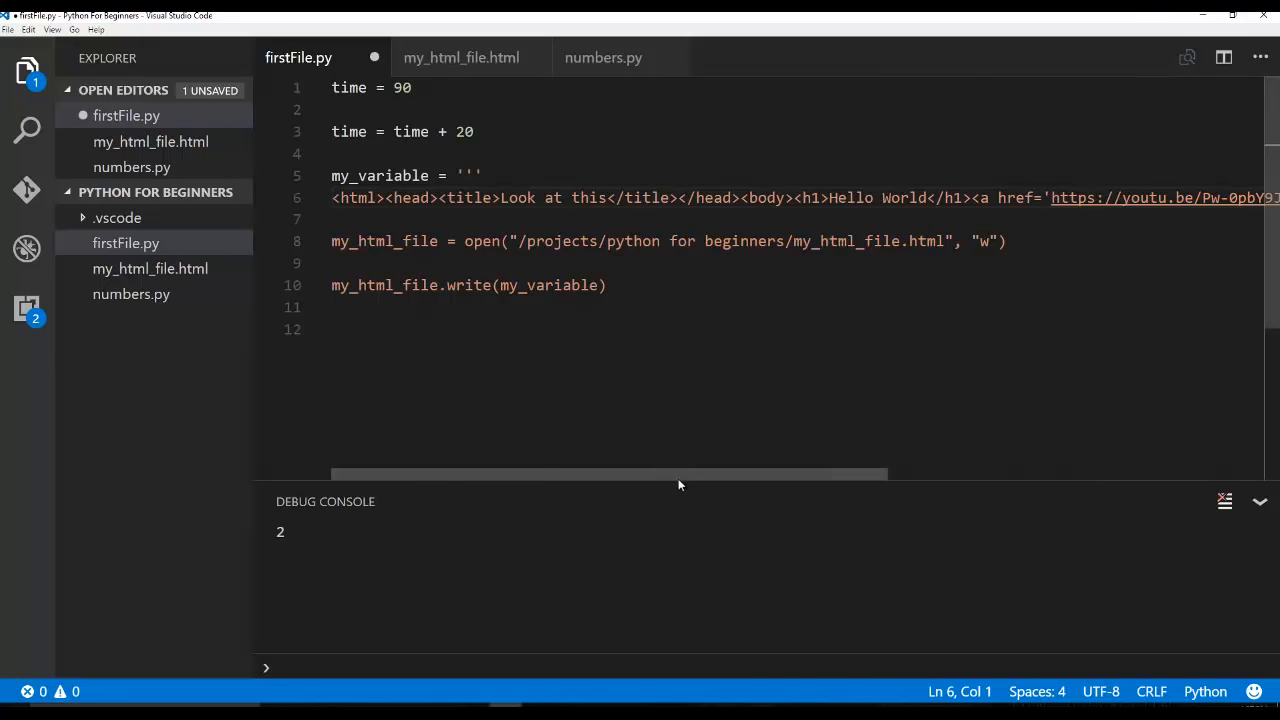 firstFile.py - Python For Beginners - Visual Studio Code
File Edit View Go Help
EXPLORER
firstFile.py
my_html_file.html
numbers.py
1
OPEN EDITORS 1 UNSAVED
firstFile.py
my_html_file.html
numbers.py
PYTHON FOR BEGINNERS
.vscode
firstFile.py
my_html_file.html
numbers.py
2
1 time = 90
2
3 time = time + 20
4
5 my_variable = '''
6 <html><head><title>Look at this</title></head><body><h1>Hello World</h1><a href='https://youtu.be/Pw-0pbY9J
7
8 my_html_file = open("/projects/python for beginners/my_html_file.html", "w")
9
10 my_html_file.write(my_variable)
11
12
DEBUG CONSOLE
2
0 0
Ln 6, Col 1 Spaces: 4 UTF-8 CRLF Python